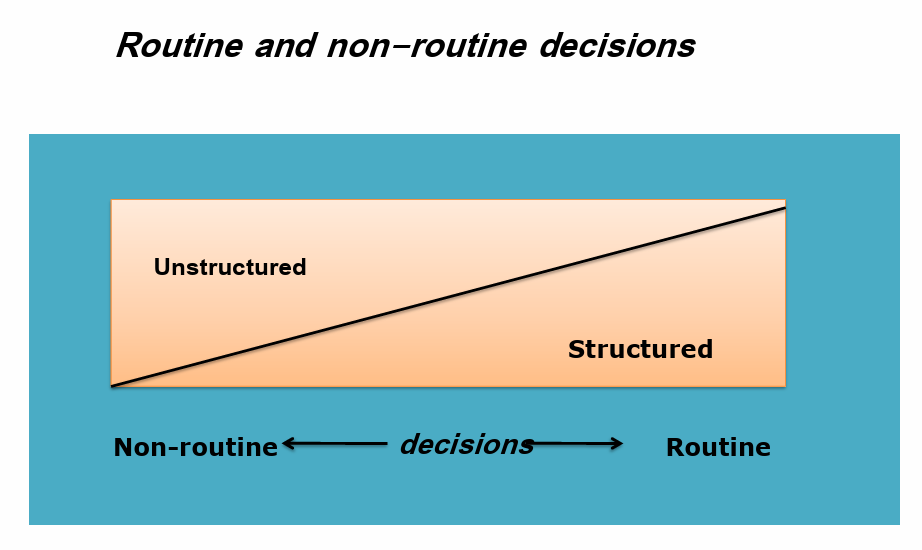 Routine and non-routine decisions
Unstructured
Structured
Non-routine decisions Routine